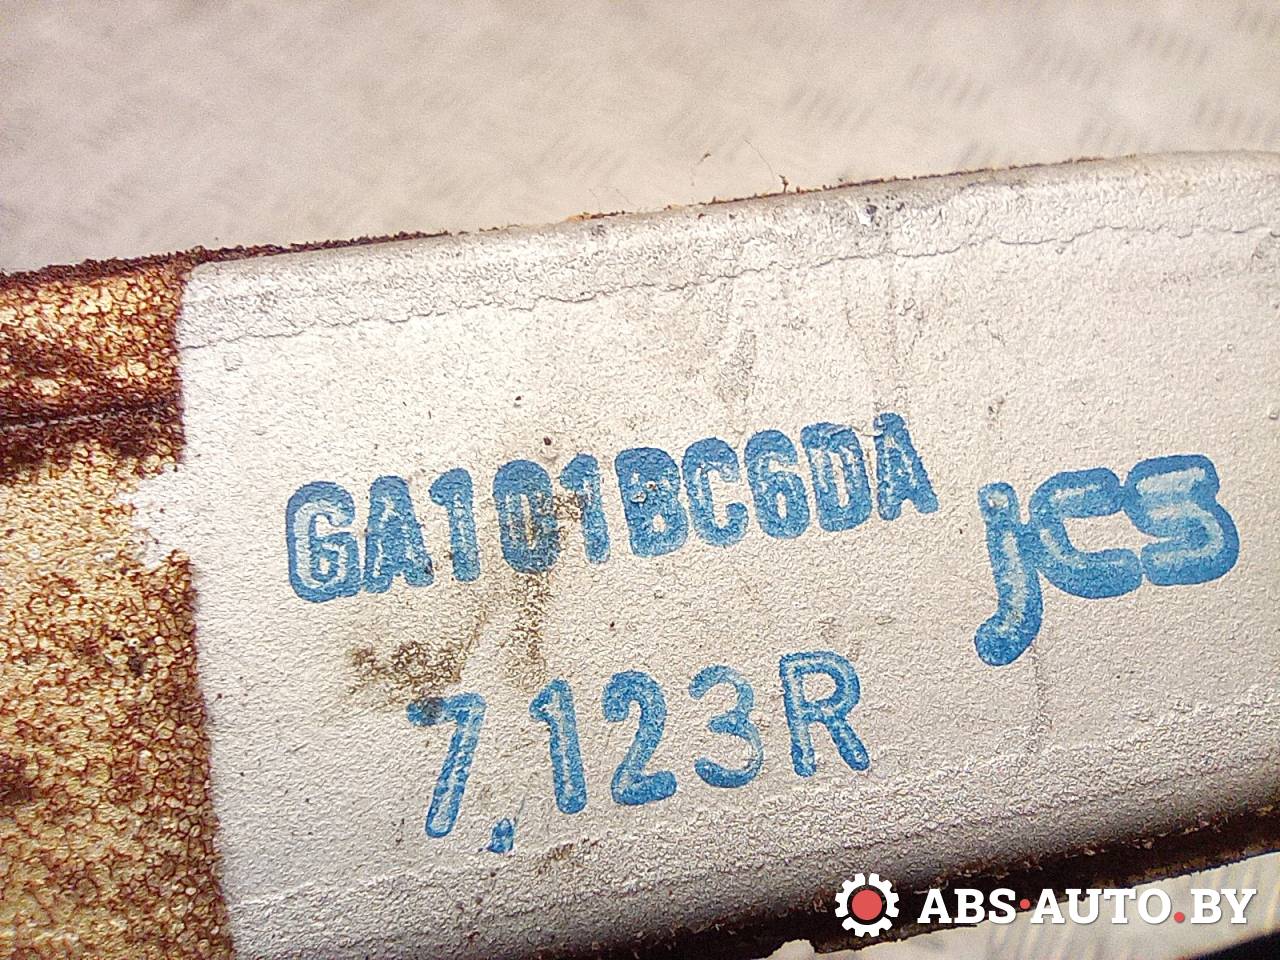 GA101BC6DA jcs
7,123R
ABS·AUTO.BY